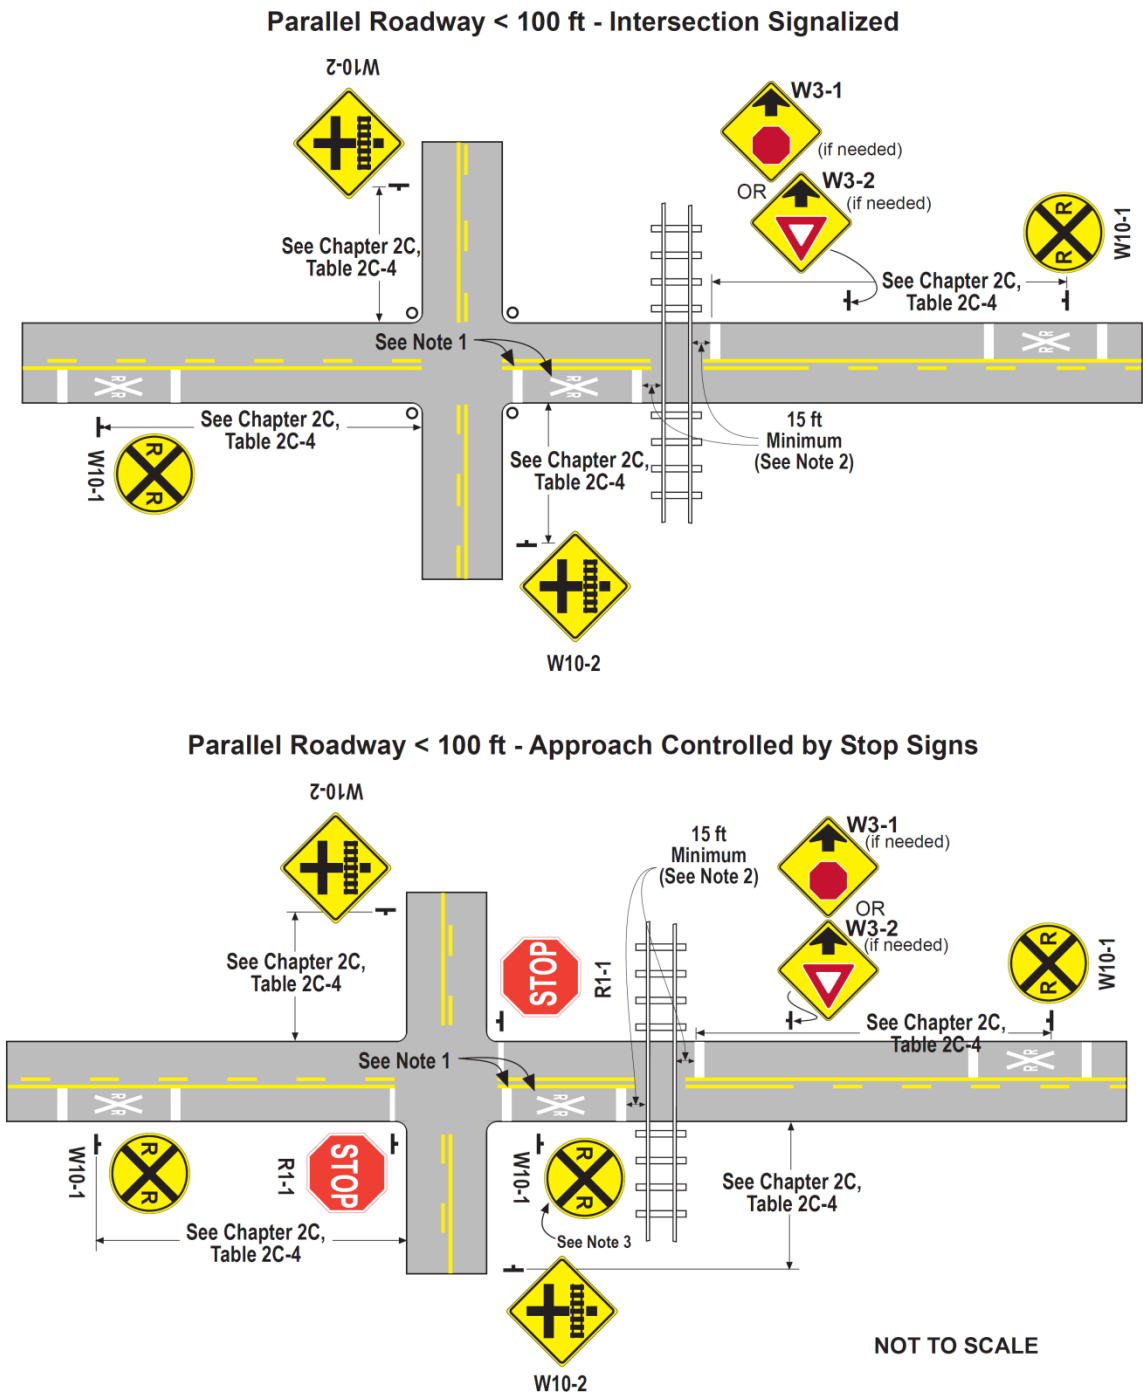 Parallel Roadway < 100 ft - Intersection Signalized
W10-2
W3-1
(if needed)
OR
W3-2
(if needed)
R
R
W10-1
See Chapter 2C,
Table 2C-4
See Chapter 2C,
Table 2C-4
See Note 1
R
R
R
R
R
R
See Chapter 2C,
Table 2C-4
15 ft
Minimum
(See Note 2)
See Chapter 2C,
Table 2C-4
W10-1
R
R
W10-2
Parallel Roadway < 100 ft - Approach Controlled by Stop Signs
W10-2
15 ft
Minimum
(See Note 2)
W3-1
(if needed)
OR
W3-2
(if needed)
STOP
R1-1
R
R
W10-1
See Chapter 2C,
Table 2C-4
See Chapter 2C,
Table 2C-4
See Note 1
R
R
R
R
R
R
W10-1
R
R
R1-1
STOP
W10-1
R
R
See Chapter 2C,
Table 2C-4
See Chapter 2C,
Table 2C-4
See Note 3
NOT TO SCALE
W10-2